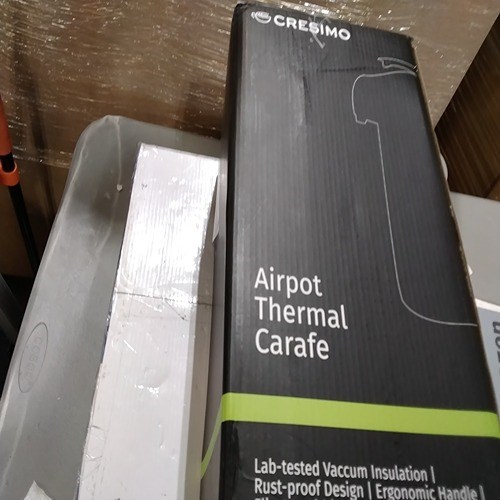 CRESIMO
Airpot
Thermal
Carafe
Lab-tested Vaccum Insulation |
Rust-proof Design | Ergonomic Handle |